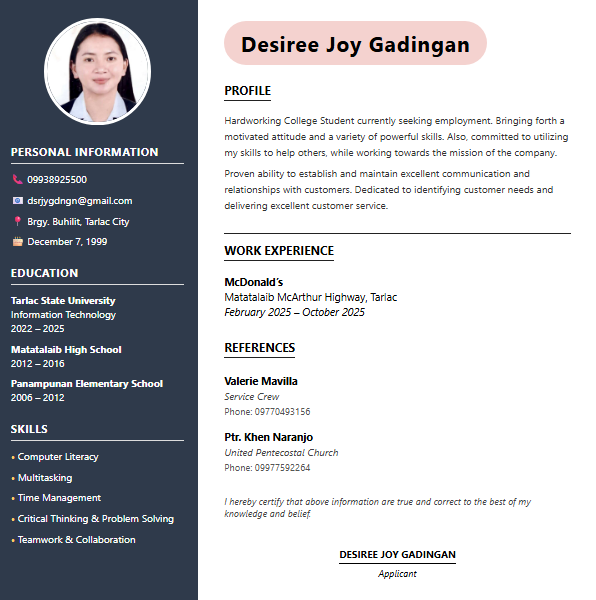 PERSONAL INFORMATION
09938925500
dsrjygdngn@gmail.com
Brgy. Buhilit, Tarlac City
December 7, 1999
EDUCATION
Tarlac State University
Information Technology
2022 – 2025
Matatalaib High School
2012 – 2016
Panampunan Elementary School
2006 – 2012
SKILLS
• Computer Literacy
• Multitasking
• Time Management
• Critical Thinking & Problem Solving
• Teamwork & Collaboration
Desiree Joy Gadingan
PROFILE
Hardworking College Student currently seeking employment. Bringing forth a
motivated attitude and a variety of powerful skills. Also, committed to utilizing
my skills to help others, while working towards the mission of the company.
Proven ability to establish and maintain excellent communication and
relationships with customers. Dedicated to identifying customer needs and
delivering excellent customer service.
WORK EXPERIENCE
McDonald´s
Matatalaib McArthur Highway, Tarlac
February 2025 – October 2025
REFERENCES
Valerie Mavilla
Service Crew
Phone: 09770493156
Ptr. Khen Naranjo
United Pentecostal Church
Phone: 09977592264
I hereby certify that above information are true and correct to the best of my
knowledge and belief.
DESIREE JOY GADINGAN
Applicant